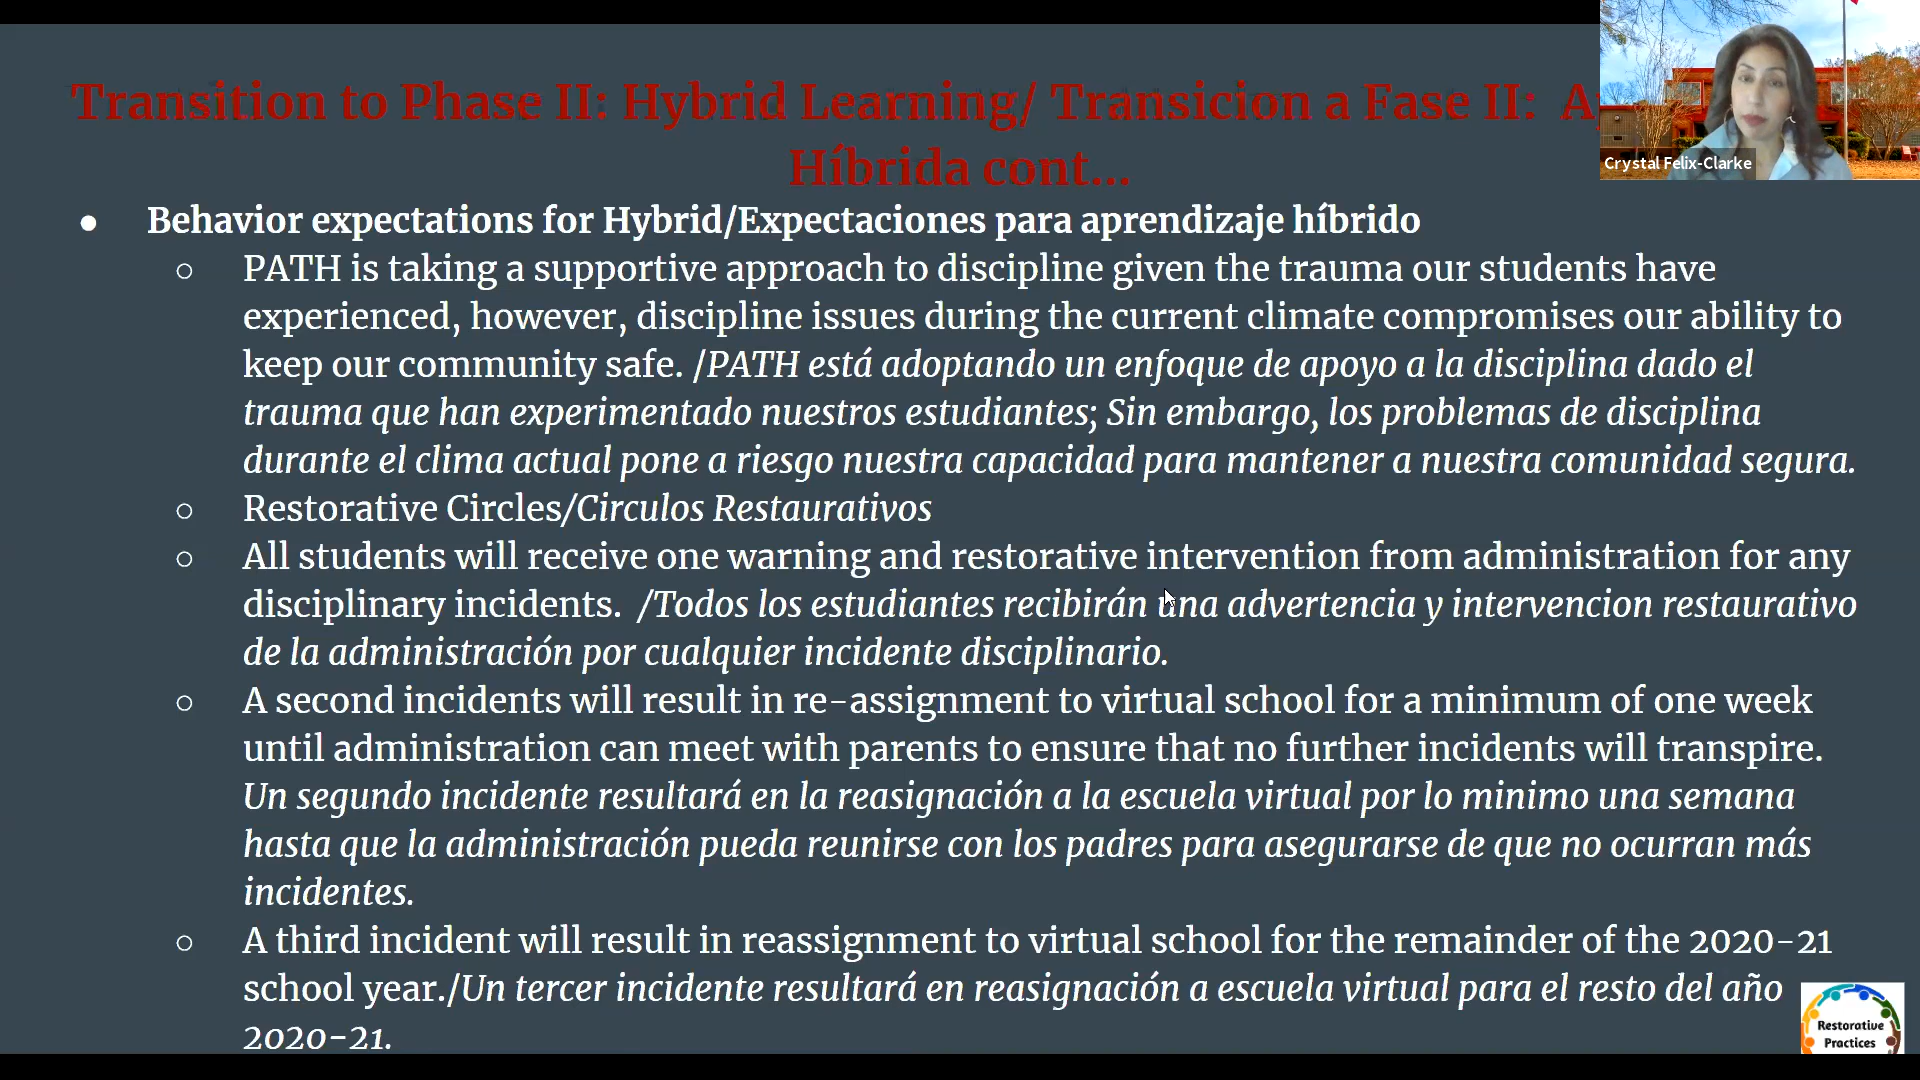 Transition to Phase II: Hybrid Learning/ Transicion a Fase II:
Híbrida cont...
Crystal Felix-Clarke
● Behavior expectations for Hybrid/Expectaciones para aprendizaje híbrido
○ PATH is taking a supportive approach to discipline given the trauma our students have
experienced, however, discipline issues during the current climate compromises our ability to
keep our community safe. /PATH está adoptando un enfoque de apoyo a la disciplina dado el
trauma que han experimentado nuestros estudiantes; Sin embargo, los problemas de disciplina
durante el clima actual pone a riesgo nuestra capacidad para mantener a nuestra comunidad segura.
○ Restorative Circles/Circulos Restaurativos
○ All students will receive one warning and restorative intervention from administration for any
disciplinary incidents. /Todos los estudiantes recibirán una advertencia y intervencion restaurativo
de la administración por cualquier incidente disciplinario.
○ A second incidents will result in re-assignment to virtual school for a minimum of one week
until administration can meet with parents to ensure that no further incidents will transpire.
Un segundo incidente resultará en la reasignación a la escuela virtual por lo minimo una semana
hasta que la administración pueda reunirse con los padres para asegurarse de que no ocurran más
incidentes.
○ A third incident will result in reassignment to virtual school for the remainder of the 2020-21
school year./Un tercer incidente resultará en reasignación a escuela virtual para el resto del año
2020-21.
Restorative
Practices